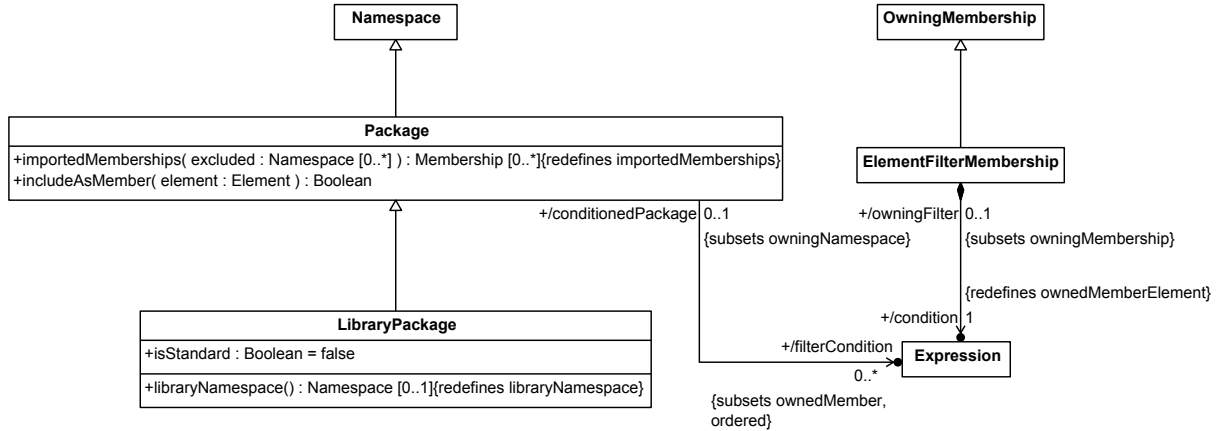 Namespace
OwningMembership
Package
+importedMemberships( excluded : Namespace [0..*] ) : Membership [0..*]{redefines importedMemberships}
+includeAsMember( element : Element ) : Boolean
ElementFilterMembership
+/conditionedPackage
0..1
{subsets owningNamespace}
+/owningFilter
0..1
{subsets owningMembership}
{redefines ownedMemberElement}
+/condition
1
LibraryPackage
+isStandard : Boolean = false
+libraryNamespace() : Namespace [0..1]{redefines libraryNamespace}
+/filterCondition
0..*
{subsets ownedMember,
ordered}
Expression